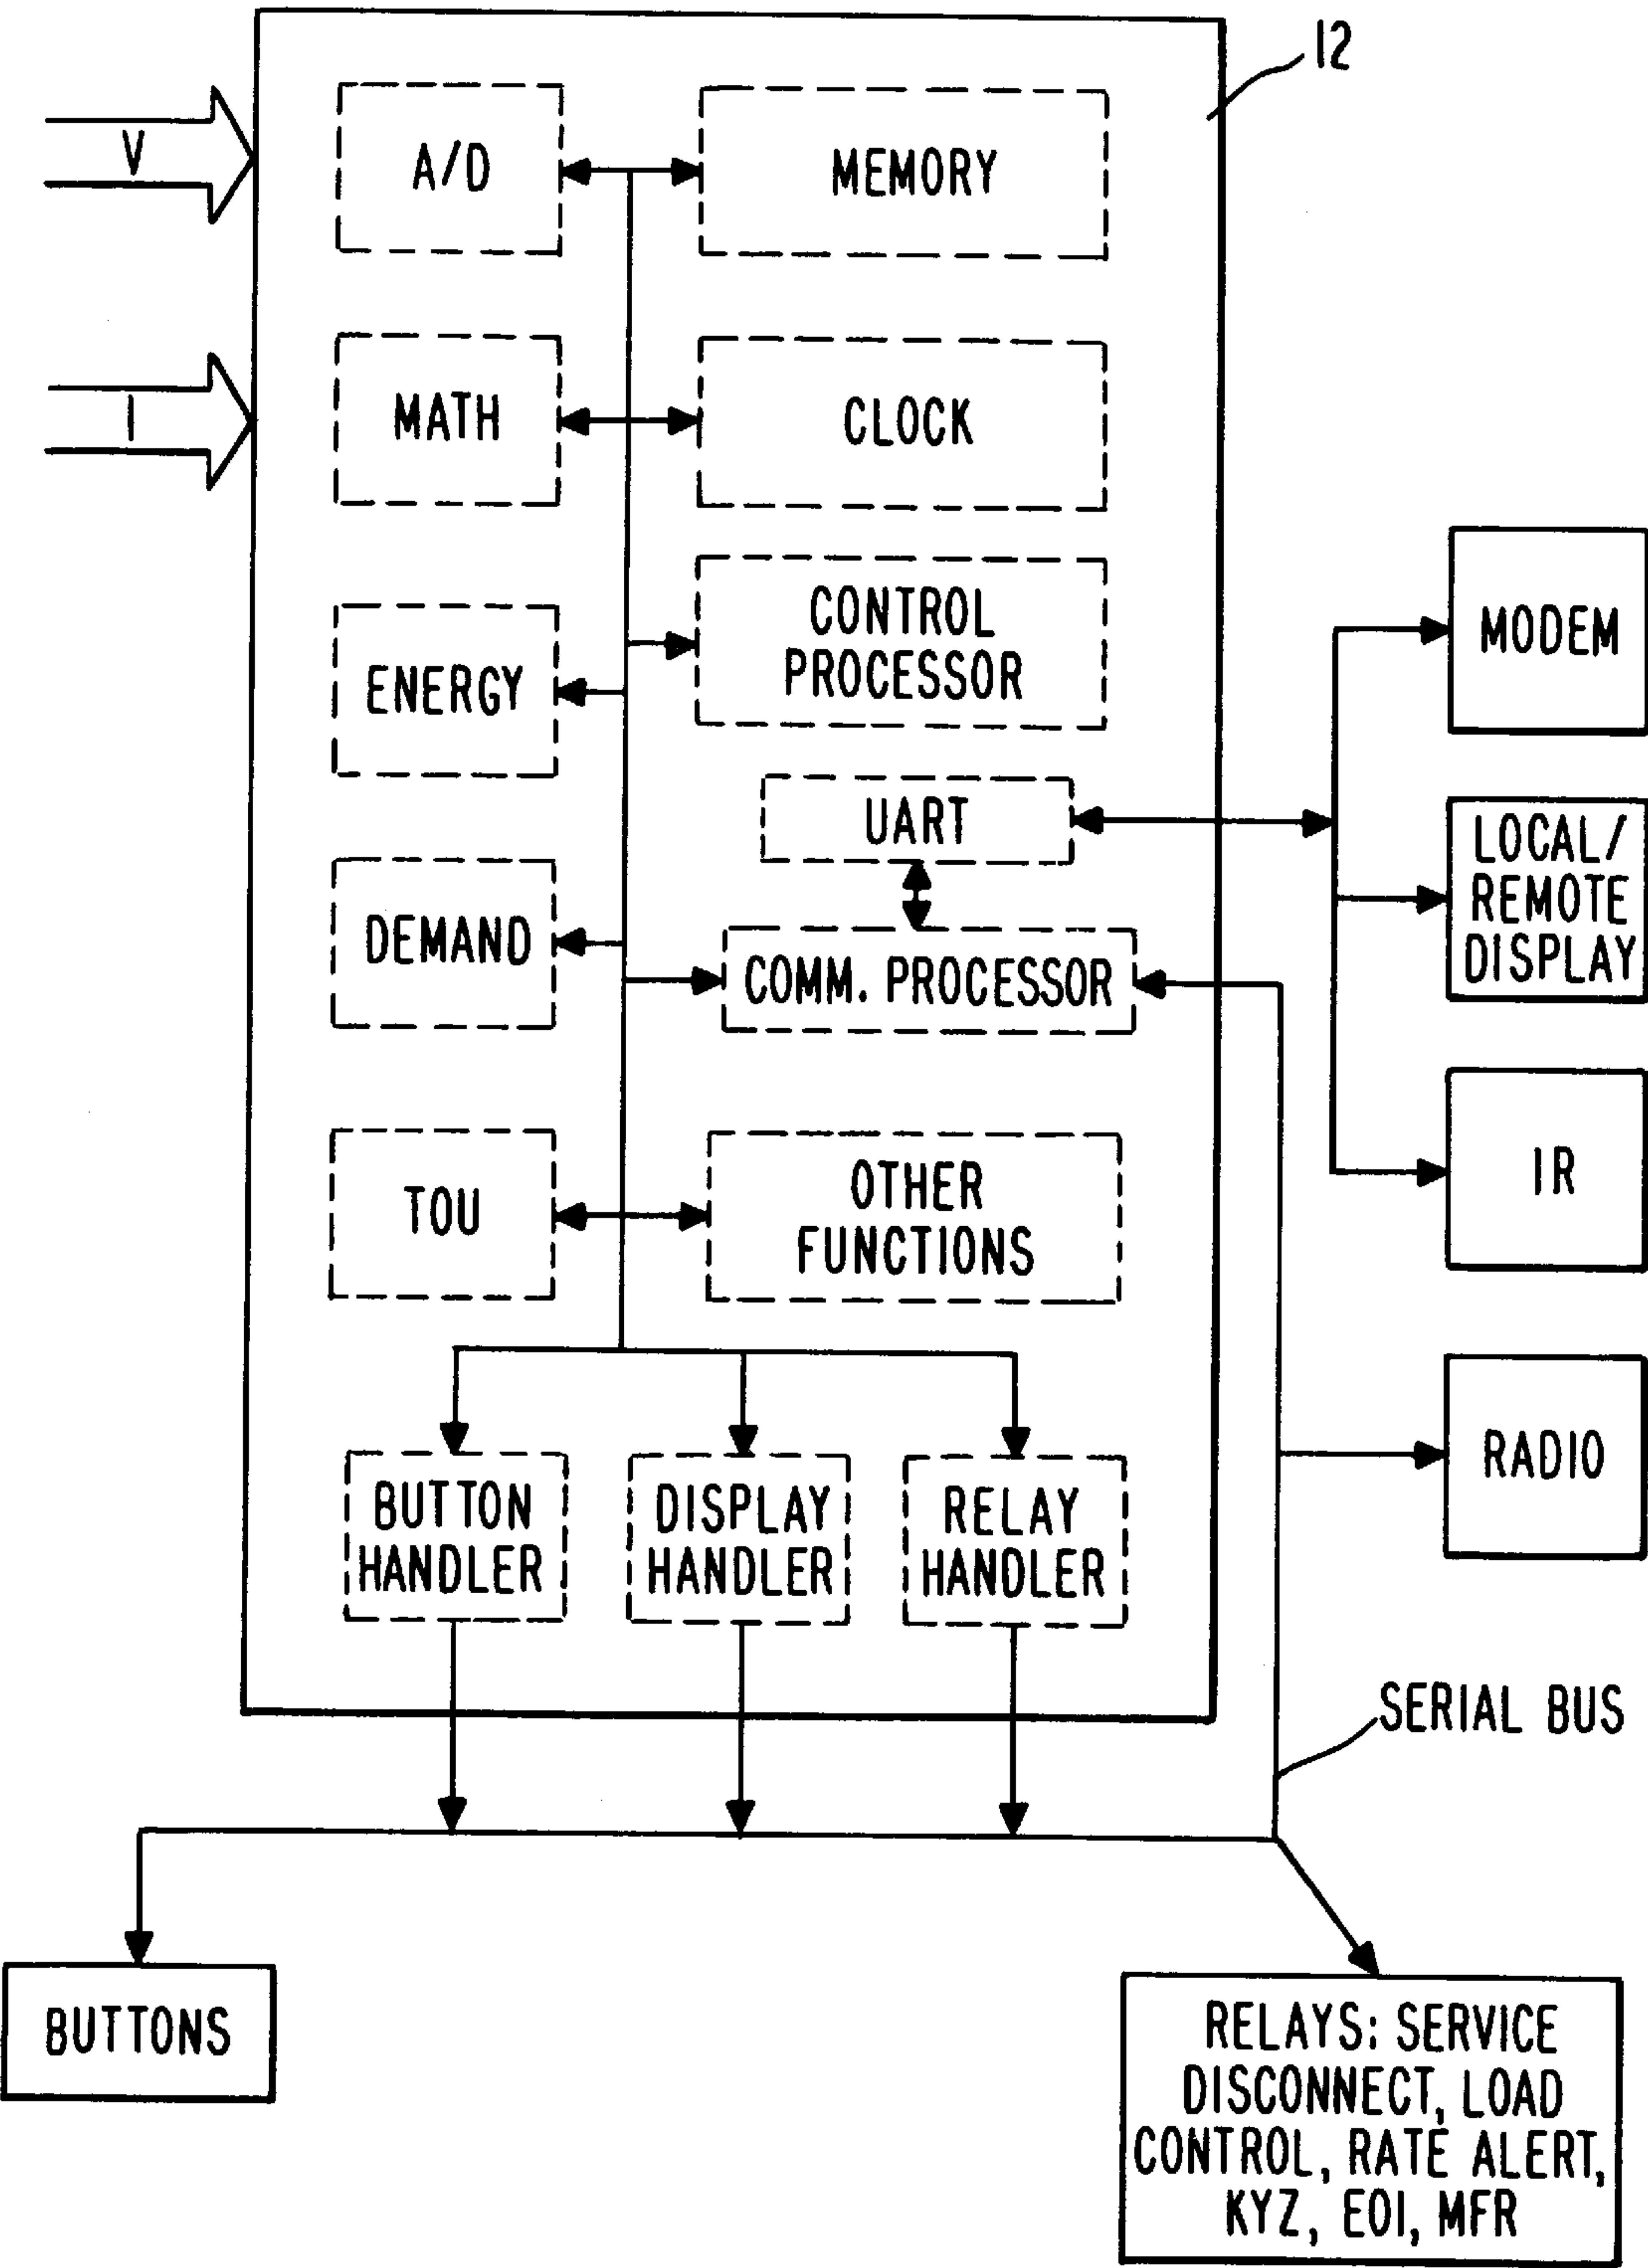 12
V
A/D
MEMORY
I
MATH
CLOCK
CONTROL
PROCESSOR
ENERGY
MODEM
UART
LOCAL/
REMOTE
DISPLAY
DEMAND
COMM. PROCESSOR
TOU
OTHER
FUNCTIONS
IR
BUTTON
HANDLER
DISPLAY
HANDLER
RELAY
HANDLER
RADIO
SERIAL BUS
BUTTONS
RELAYS: SERVICE
DISCONNECT, LOAD
CONTROL, RATE ALERT,
KYZ, EOI, MFR